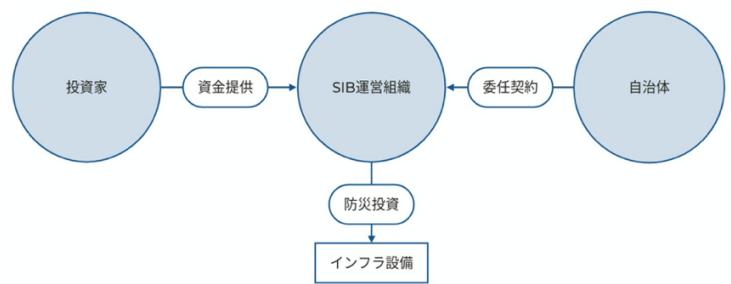 投資家
資金提供
SIB運営組織
委任契約
自治体
防災投資
インフラ設備